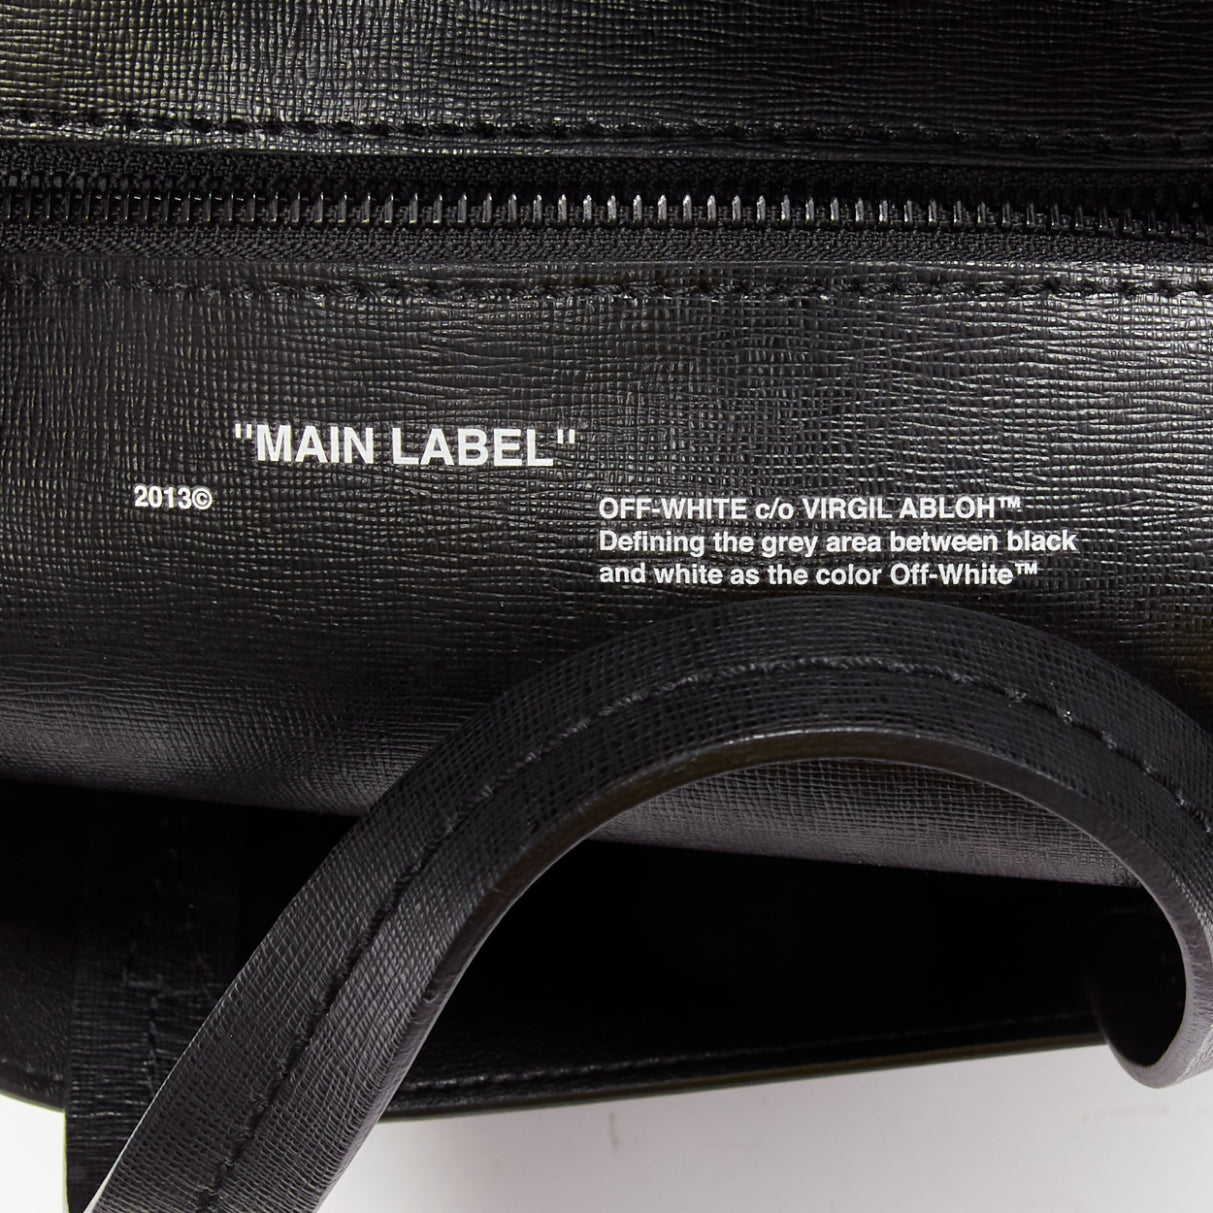 "MAIN LABEL"
2013©
OFF-WHITE c/o VIRGIL ABLOH™
Defining the grey area between black
and white as the color Off-White™